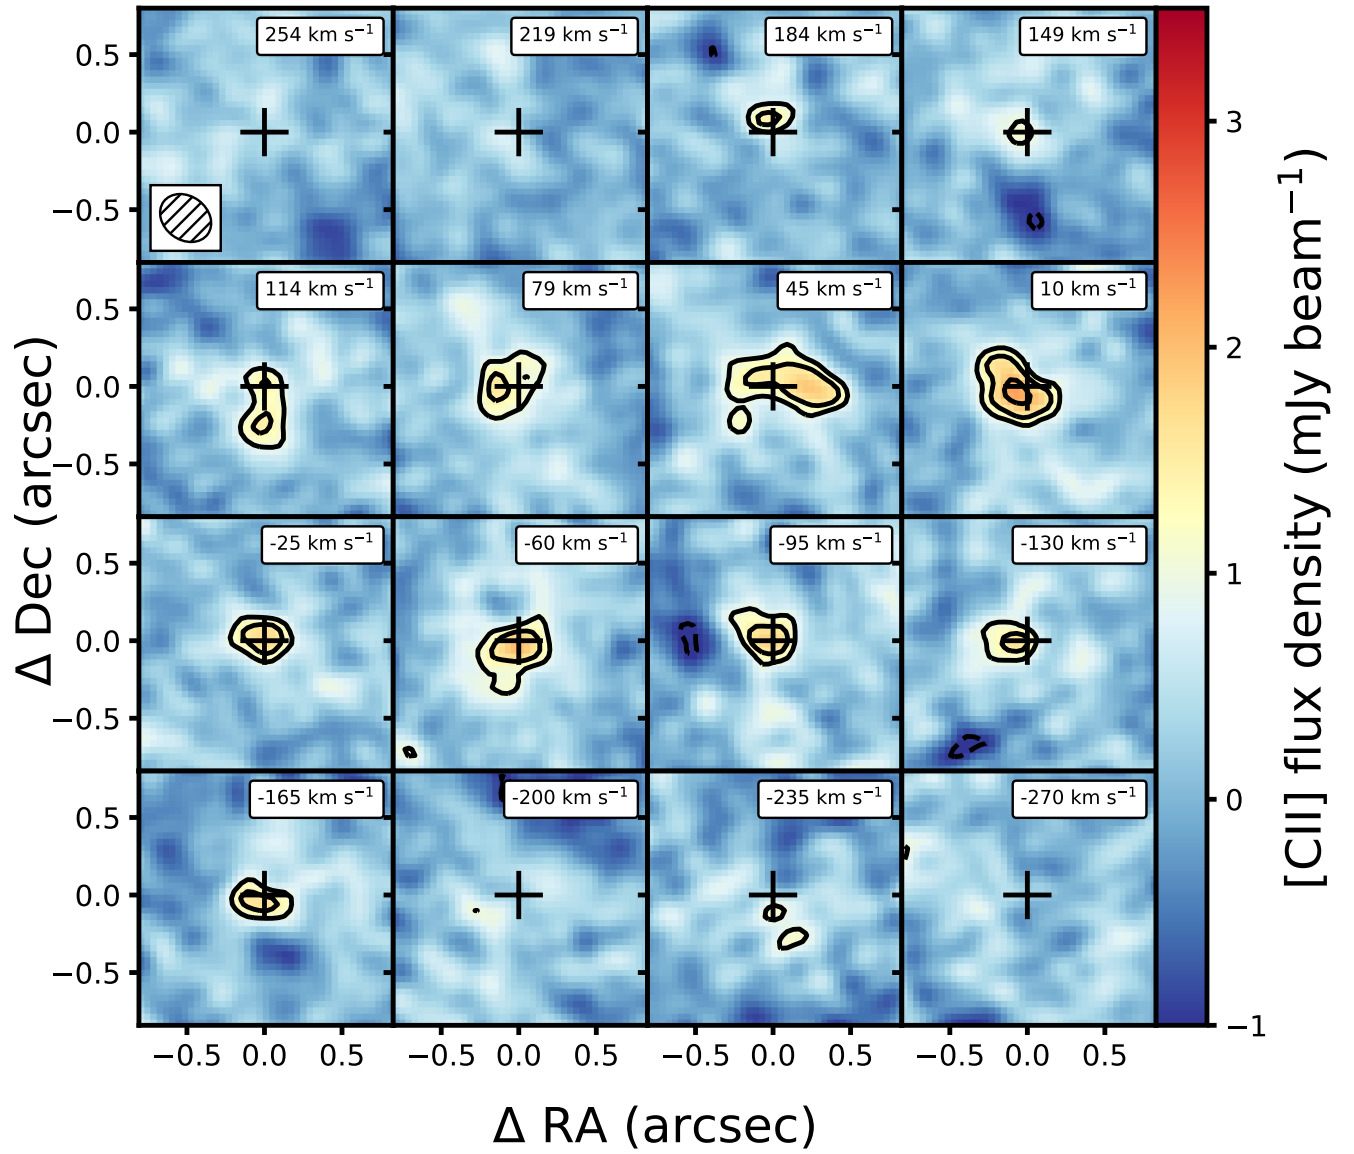 254 km s⁻¹ 219 km s⁻¹ 184 km s⁻¹ 149 km s⁻¹
0.5
0.0
−0.5
114 km s⁻¹ 79 km s⁻¹ 45 km s⁻¹ 10 km s⁻¹
0.5
0.0
−0.5
-25 km s⁻¹ -60 km s⁻¹ -95 km s⁻¹ -130 km s⁻¹
0.5
0.0
−0.5
-165 km s⁻¹ -200 km s⁻¹ -235 km s⁻¹ -270 km s⁻¹
0.5
0.0
−0.5
−0.5 0.0 0.5 −0.5 0.0 0.5 −0.5 0.0 0.5 −0.5 0.0 0.5
Δ RA (arcsec)
Δ Dec (arcsec)
3
2
1
0
−1
[CII] flux density (mJy beam⁻¹)